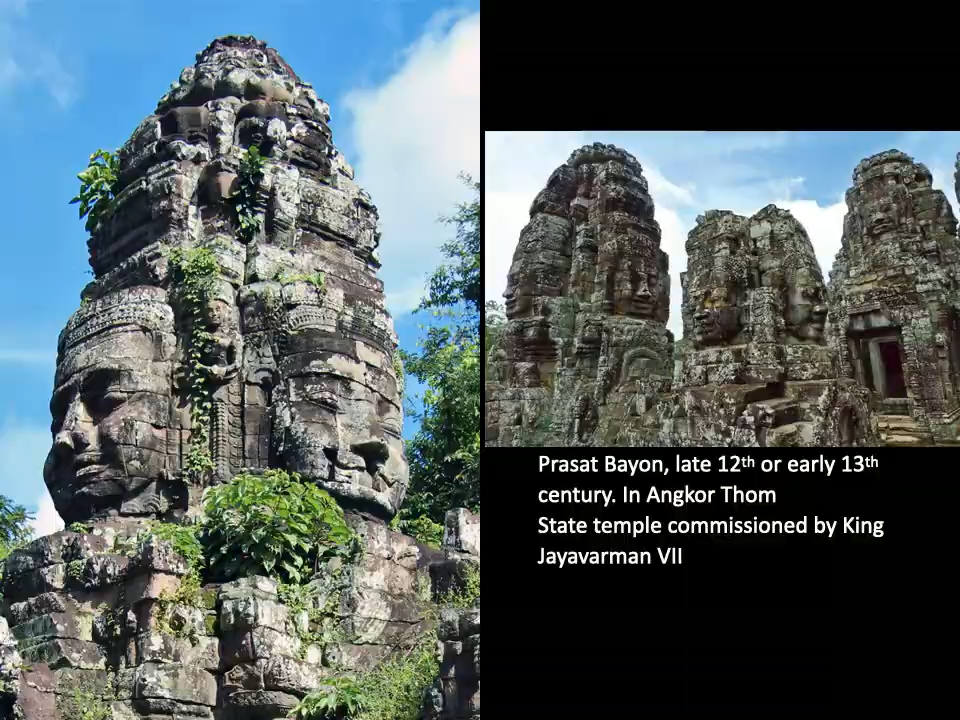 Prasat Bayon, late 12th or early 13th
century. In Angkor Thom
State temple commissioned by King
Jayavarman VII